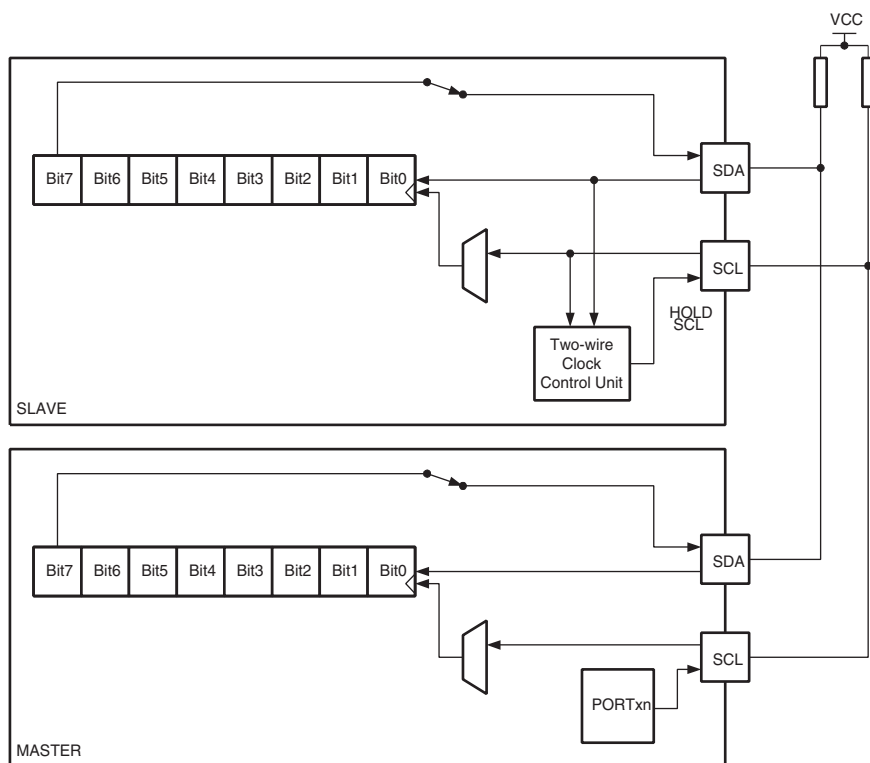 VCC
Bit7 Bit6 Bit5 Bit4 Bit3 Bit2 Bit1 Bit0
SDA
SCL
HOLD
SCL
Two-wire
Clock
Control Unit
SLAVE
Bit7 Bit6 Bit5 Bit4 Bit3 Bit2 Bit1 Bit0
SDA
SCL
PORTxn
MASTER